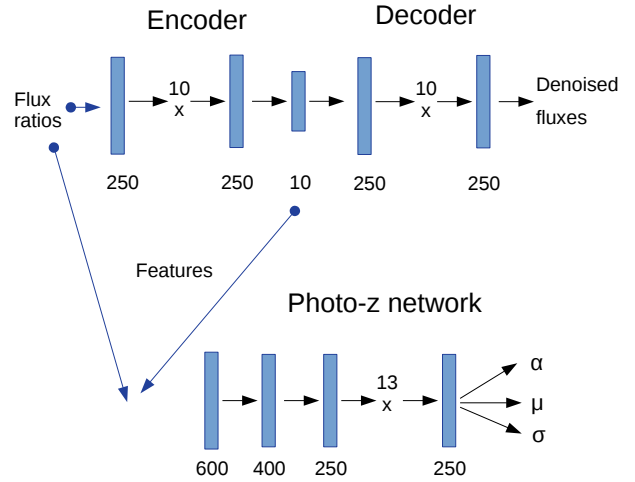 Encoder
Decoder
Flux
ratios
10
x
10
x
Denoised
fluxes
250
250
10
250
250
Features
Photo-z network
13
x
α
μ
σ
600
400
250
250